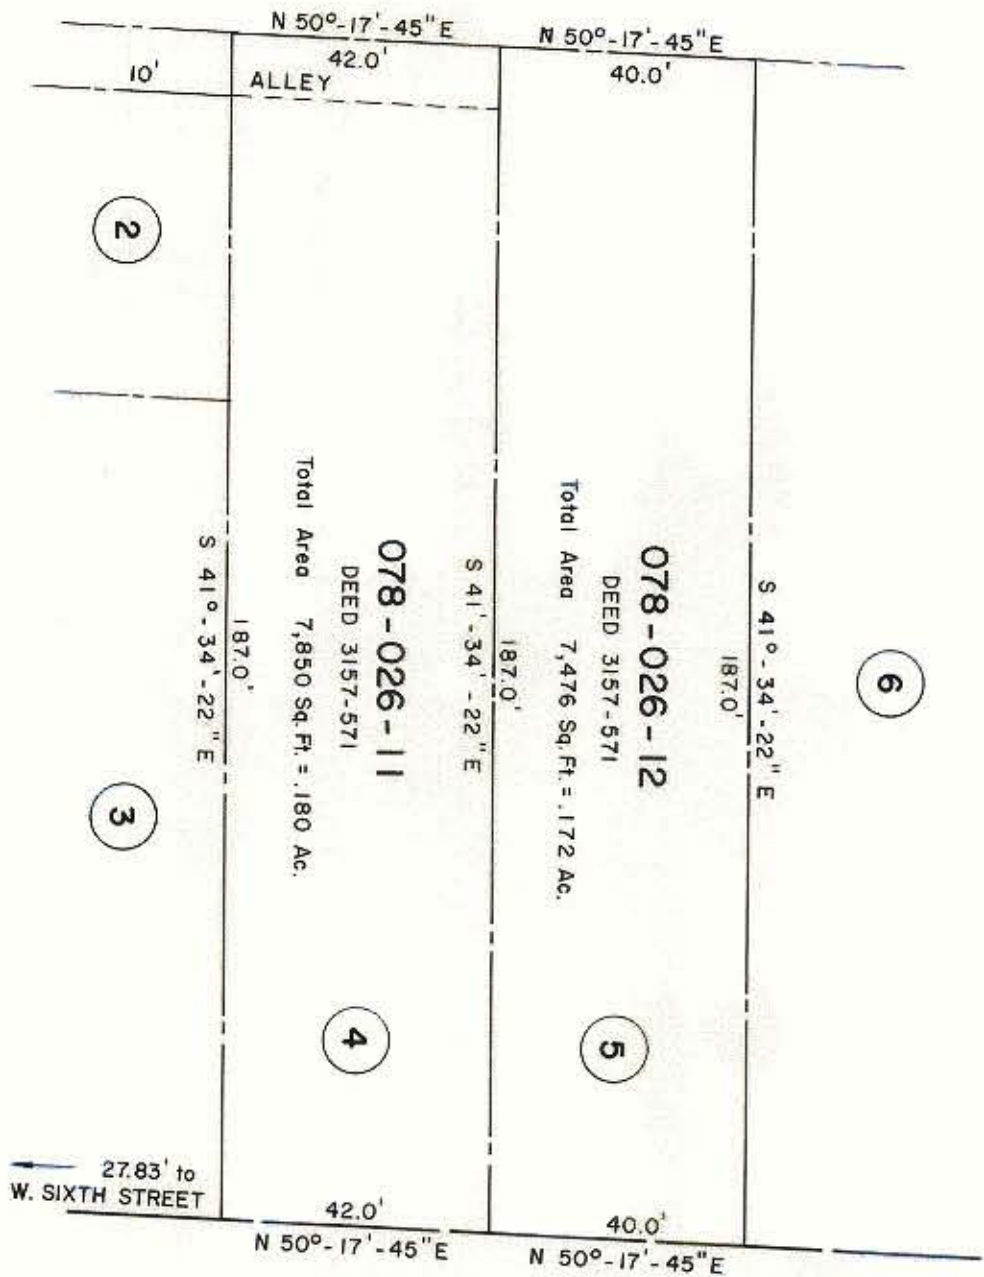 N 50°-17'-45"E
N 50°-17'-45"E
10'
42.0'
40.0'
ALLEY
2
6
S 41°-34'-22"E
187.0'
078-026-12
DEED 3157-571
Total Area 7,476 Sq.Ft. = .172 Ac.
187.0'
S 41'-34'-22"E
078-026-11
DEED 3157-571
Total Area 7,850 Sq.Ft. = .180 Ac.
187.0'
S 41°-34'-22"E
3
4
5
27.83' to
W. SIXTH STREET
42.0'
40.0'
N 50°-17'-45"E
N 50°-17'-45"E